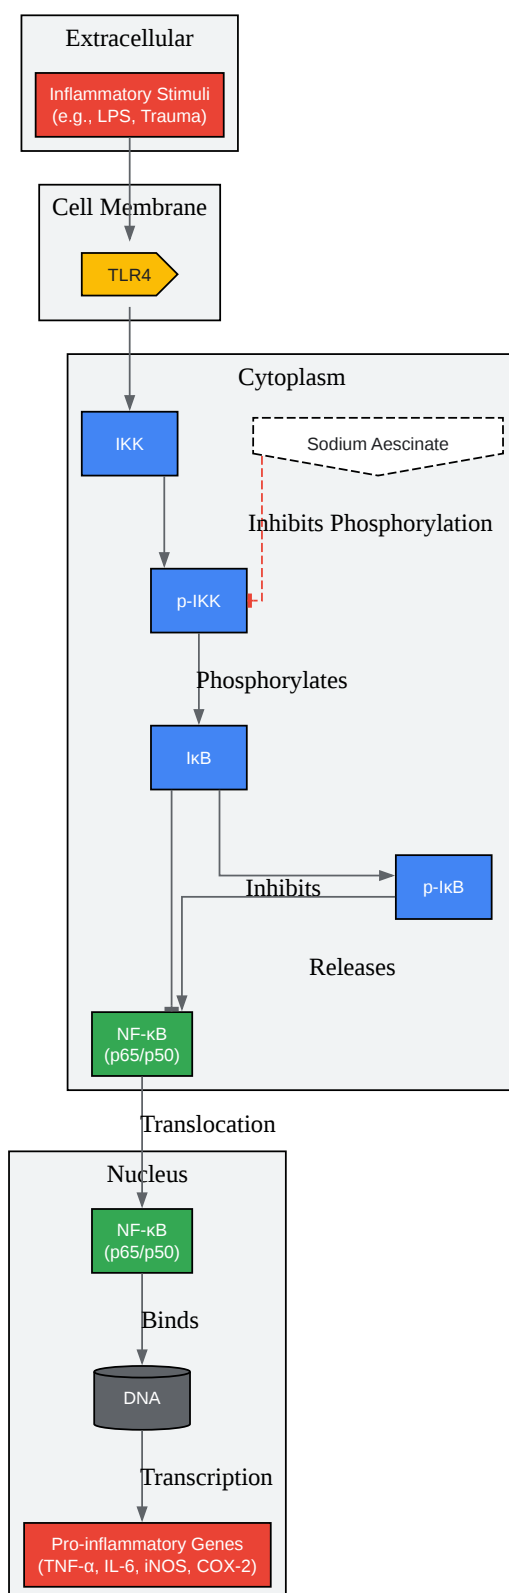 Extracellular
Inflammatory Stimuli
(e.g., LPS, Trauma)
Cell Membrane
TLR4
Cytoplasm
IKK
Sodium Aescinate
Inhibits Phosphorylation
p-IKK
Phosphorylates
IκB
Inhibits
p-IκB
Releases
NF-κB
(p65/p50)
Translocation
Nucleus
NF-κB
(p65/p50)
Binds
DNA
Transcription
Pro-inflammatory Genes
(TNF-α, IL-6, iNOS, COX-2)